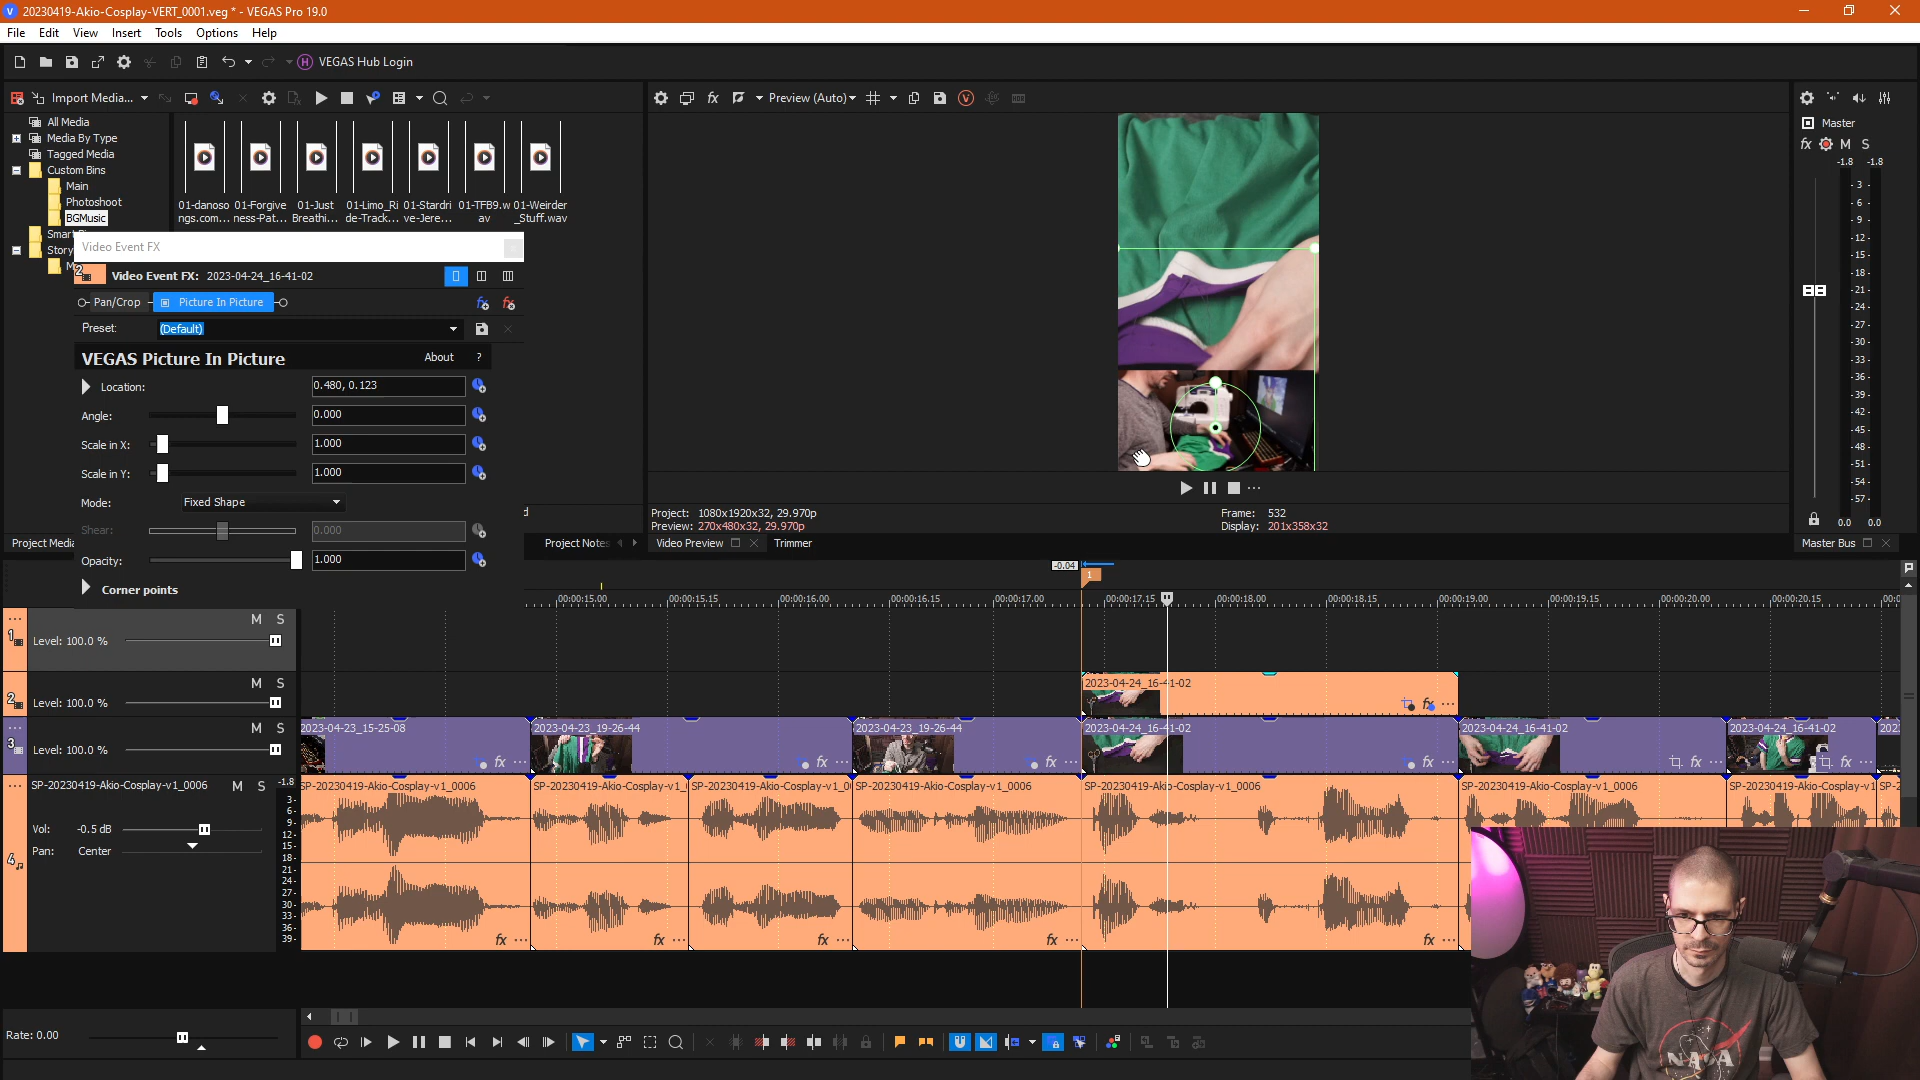 20230419-Akio-Cosplay-VERT_0001.veg * - VEGAS Pro 19.0
File Edit View Insert Tools Options Help
VEGAS Hub Login
Import Media...
Preview (Auto)
All Media
Media By Type
Tagged Media
Custom Bins
Main
Photoshoot
BGMusic
01-danoso
ngs.com...
01-Forgive
ness-Pat...
01-Just
Breathi...
01-Limo_Ri
de-Track...
01-Stardri
ve-Jere...
01-TFB9.w
av
01-Weirder
_Stuff.wav
Video Event FX
Video Event FX: 2023-04-24_16-41-02
Pan/Crop
Picture In Picture
Preset: (Default)
VEGAS Picture In Picture About ?
Location: 0.480, 0.123
Angle: 0.000
Scale in X: 1.000
Scale in Y: 1.000
Mode: Fixed Shape
Shear: 0.000
Opacity: 1.000
Corner points
Project Media
Project Notes
Video Preview
Trimmer
Project: 1080x1920x32, 29.970p
Preview: 270x480x32, 29.970p
Frame: 532
Display: 201x358x32
Master
fx M S
-1.8 -1.8
3
6
9
12
15
18
21
24
27
30
33
36
39
42
45
48
51
54
57
0.0 0.0
Master Bus
-0.04
1
00:00:15.00 00:00:15.15 00:00:16.00 00:00:16.15 00:00:17.00 00:00:17.15 00:00:18.00 00:00:18.15 00:00:19.00 00:00:19.15 00:00:20.00 00:00:20.15
1 M S
Level: 100.0 %
2 M S
Level: 100.0 %
2023-04-24_16-41-02
3 M S
Level: 100.0 %
2023-04-23_15-25-08
2023-04-23_19-26-44
2023-04-23_19-26-44
2023-04-24_16-41-02
2023-04-24_16-41-02
2023-04-24_16-41-02
SP-20230419-Akio-Cosplay-v1_0006 M S
4
Vol: -0.5 dB
Pan: Center
-1.8
3
6
9
12
15
18
21
24
27
30
33
36
39
SP-20230419-Akio-Cosplay-v1_0006
SP-20230419-Akio-Cosplay-v1_
SP-20230419-Akio-Cosplay-v1_0
SP-20230419-Akio-Cosplay-v1_0006
SP-20230419-Akio-Cosplay-v1_0006
SP-20230419-Akio-Cosplay-v1_0006
SP-20230419-Akio-Cosplay-v1
SP-2
Rate: 0.00
NASA